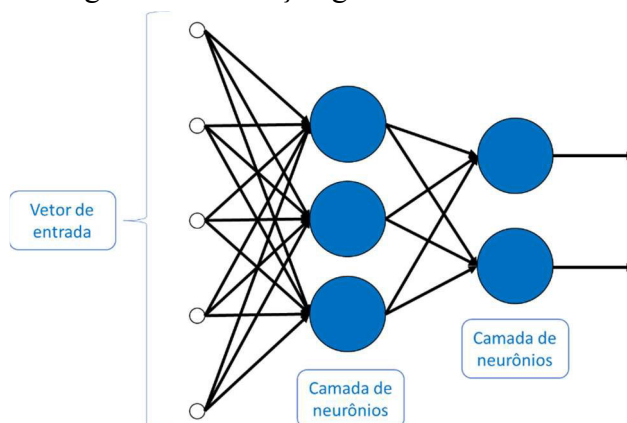 Vetor de
entrada
Camada de
neurônios
Camada de
neurônios